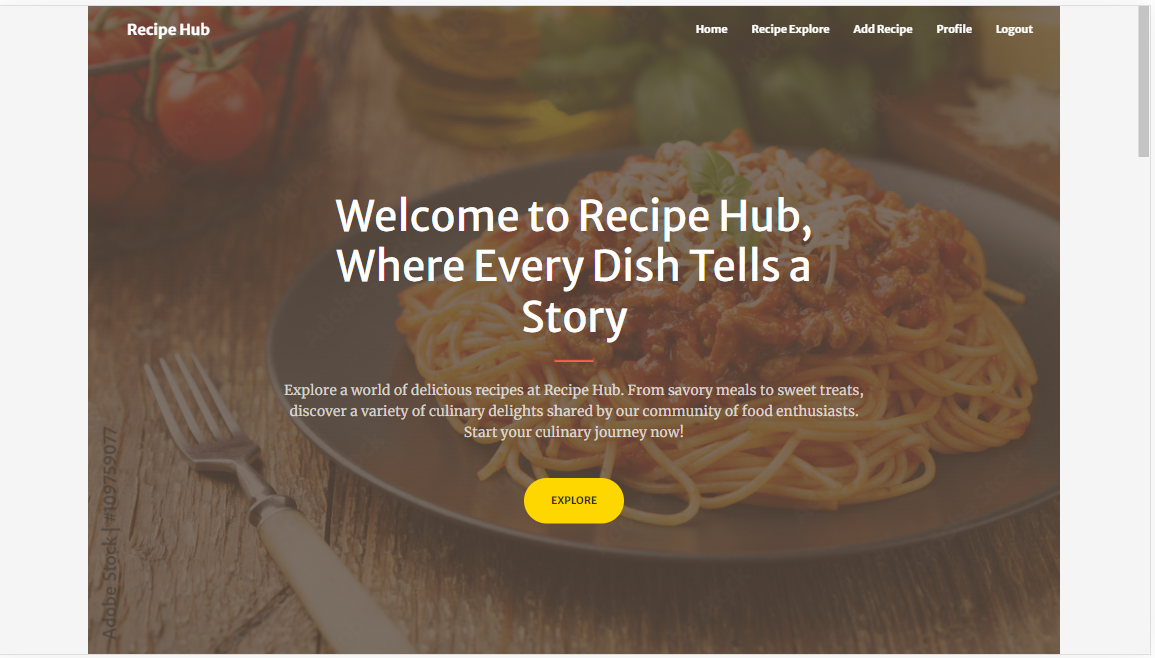 Recipe Hub
Home Recipe Explore Add Recipe Profile Logout
Welcome to Recipe Hub,
Where Every Dish Tells a
Story
Explore a world of delicious recipes at Recipe Hub. From savory meals to sweet treats,
discover a variety of culinary delights shared by our community of food enthusiasts.
Start your culinary journey now!
EXPLORE
Adobe Stock | #109759077